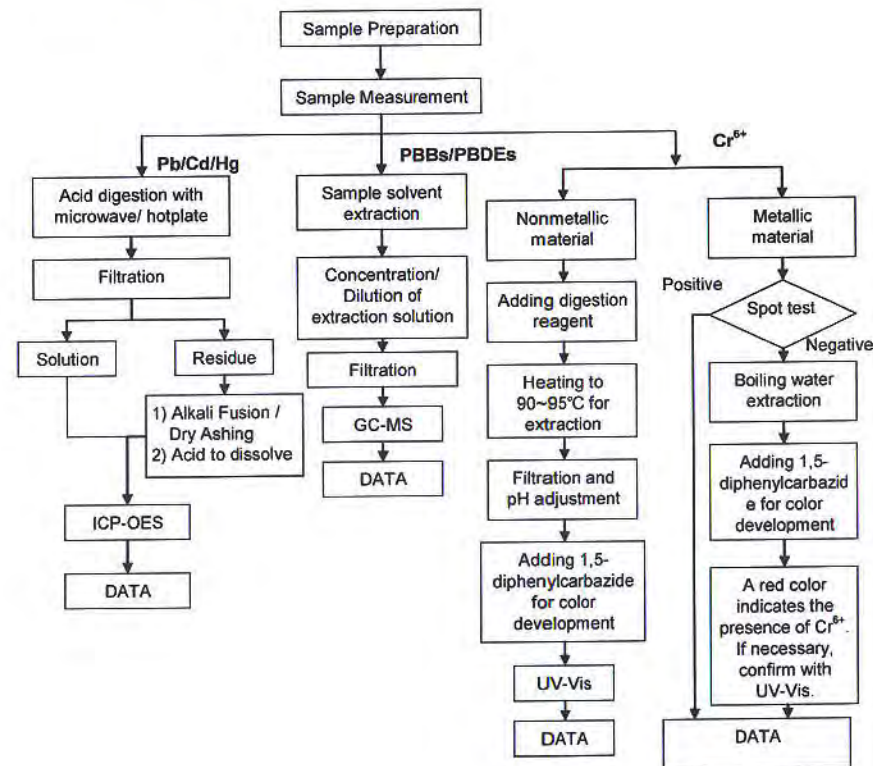 Sample Preparation
Sample Measurement
Pb/Cd/Hg
PBBs/PBDEs
Cr⁶⁺
Acid digestion with
microwave/ hotplate
Filtration
Solution
Residue
1) Alkali Fusion /
Dry Ashing
2) Acid to dissolve
ICP-OES
DATA
Sample solvent
extraction
Concentration/
Dilution of
extraction solution
Filtration
GC-MS
DATA
Nonmetallic
material
Adding digestion
reagent
Heating to
90~95℃ for
extraction
Filtration and
pH adjustment
Adding 1,5-
diphenylcarbazide
for color
development
UV-Vis
DATA
Metallic
material
Positive
Spot test
Negative
Boiling water
extraction
Adding 1,5-
diphenylcarbazid
e for color
development
A red color
indicates the
presence of Cr⁶⁺.
If necessary,
confirm with
UV-Vis.
DATA